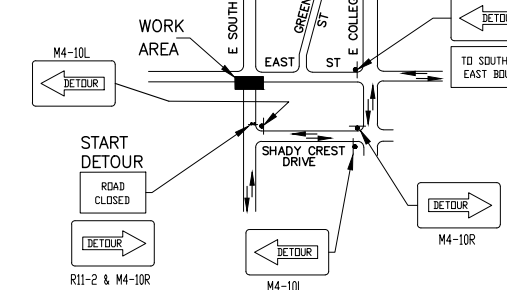 WORK
AREA
E SOUTH
GREEN
ST
E COLLEG
DETO
M4-10L
DETOUR
EAST ST
TO SOUTH
EAST BOU
START
DETOUR
SHADY CREST
DRIVE
ROAD
CLOSED
DETOUR
M4-10R
DETOUR
R11-2 & M4-10R
DETOUR
M4-10L